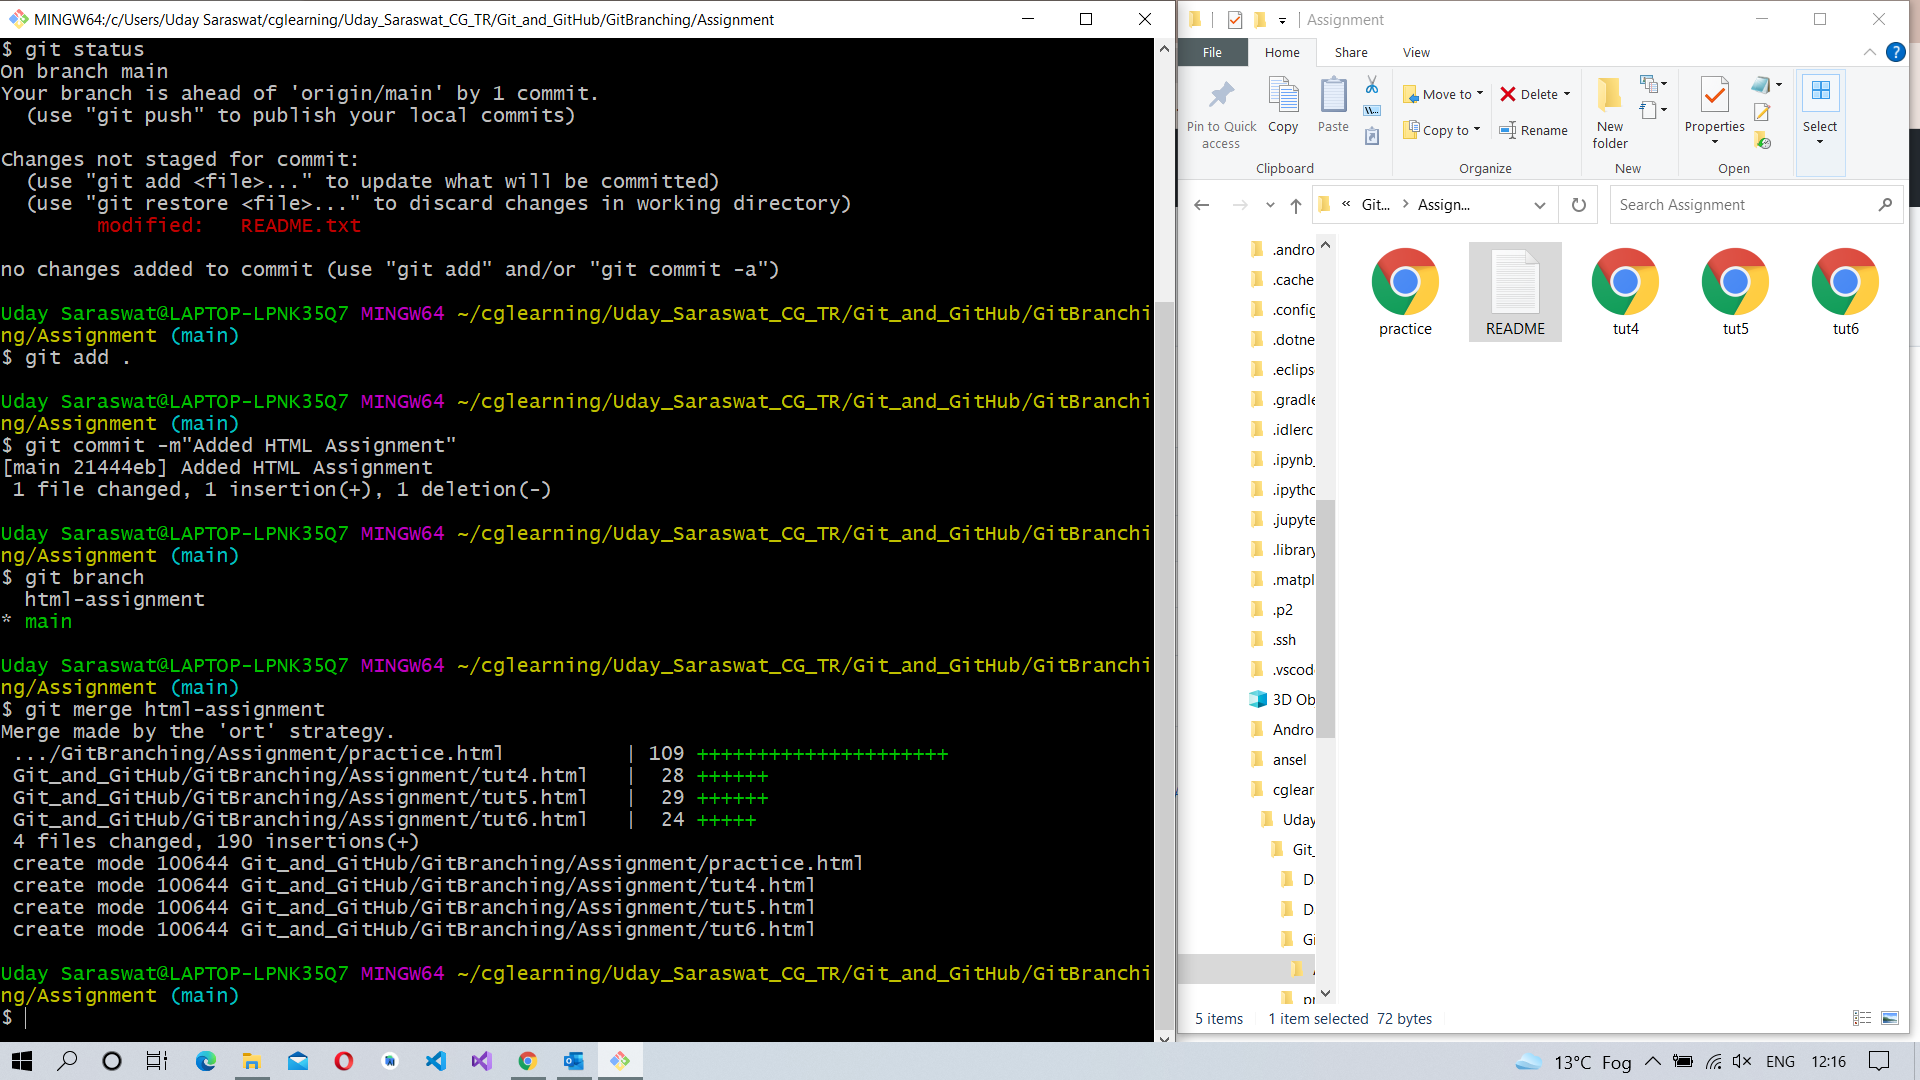 MINGW64:/c/Users/Uday Saraswat/cglearning/Uday_Saraswat_CG_TR/Git_and_GitHub/GitBranching/Assignment
$ git status
On branch main
Your branch is ahead of 'origin/main' by 1 commit.
(use "git push" to publish your local commits)
Changes not staged for commit:
(use "git add <file>..." to update what will be committed)
(use "git restore <file>..." to discard changes in working directory)
modified:   README.txt
no changes added to commit (use "git add" and/or "git commit -a")
Uday Saraswat@LAPTOP-LPNK35Q7 MINGW64 ~/cglearning/Uday_Saraswat_CG_TR/Git_and_GitHub/GitBranchi
ng/Assignment (main)
$ git add .
Uday Saraswat@LAPTOP-LPNK35Q7 MINGW64 ~/cglearning/Uday_Saraswat_CG_TR/Git_and_GitHub/GitBranchi
ng/Assignment (main)
$ git commit -m"Added HTML Assignment"
[main 21444eb] Added HTML Assignment
1 file changed, 1 insertion(+), 1 deletion(-)
Uday Saraswat@LAPTOP-LPNK35Q7 MINGW64 ~/cglearning/Uday_Saraswat_CG_TR/Git_and_GitHub/GitBranchi
ng/Assignment (main)
$ git branch
html-assignment
* main
Uday Saraswat@LAPTOP-LPNK35Q7 MINGW64 ~/cglearning/Uday_Saraswat_CG_TR/Git_and_GitHub/GitBranchi
ng/Assignment (main)
$ git merge html-assignment
Merge made by the 'ort' strategy.
.../GitBranching/Assignment/practice.html | 109 +++++++++++++++++++++
Git_and_GitHub/GitBranching/Assignment/tut4.html | 28 ++++++
Git_and_GitHub/GitBranching/Assignment/tut5.html | 29 ++++++
Git_and_GitHub/GitBranching/Assignment/tut6.html | 24 +++++
4 files changed, 190 insertions(+)
create mode 100644 Git_and_GitHub/GitBranching/Assignment/practice.html
create mode 100644 Git_and_GitHub/GitBranching/Assignment/tut4.html
create mode 100644 Git_and_GitHub/GitBranching/Assignment/tut5.html
create mode 100644 Git_and_GitHub/GitBranching/Assignment/tut6.html
Uday Saraswat@LAPTOP-LPNK35Q7 MINGW64 ~/cglearning/Uday_Saraswat_CG_TR/Git_and_GitHub/GitBranchi
ng/Assignment (main)
$
Assignment
File Home Share View
Pin to Quick access
Copy
Paste
Move to
Copy to
Delete
Rename
New folder
Properties
Select
Clipboard Organize New Open
« Git... > Assign...
Search Assignment
.andro
.cache
.config
.dotne
.eclips
.gradle
.idlerc
.ipynb_
.ipytho
.jupyte
.library
.matpl
.p2
.ssh
.vscod
3D Ob
Andro
ansel
cglear
Uday
Git_
D
D
Gi
pr
practice README tut4 tut5 tut6
5 items 1 item selected 72 bytes
13°C Fog ENG 12:16